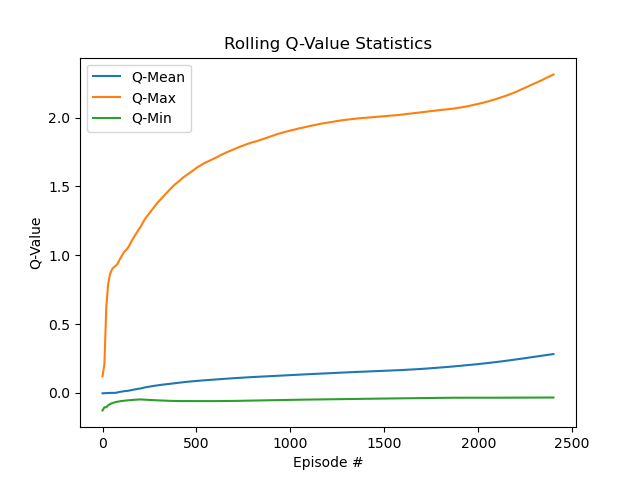 Rolling Q-Value Statistics
Q-Mean
Q-Max
Q-Min
Q-Value
2.0
1.5
1.0
0.5
0.0
0 500 1000 1500 2000 2500
Episode #